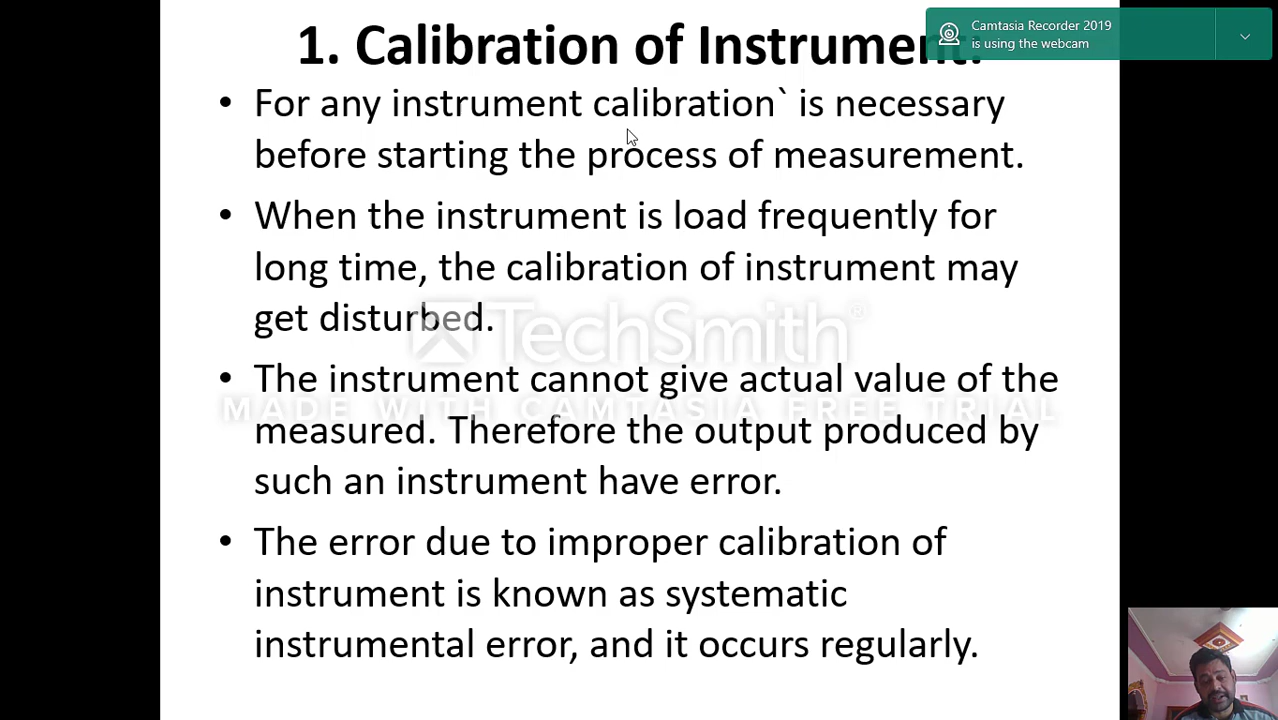 1. Calibration of Instrument:
Camtasia Recorder 2019
is using the webcam
• For any instrument calibration` is necessary
before starting the process of measurement.
• When the instrument is load frequently for
long time, the calibration of instrument may
get disturbed.
TechSmith®
• The instrument cannot give actual value of the
MADE WITH CAMTASIA FREE TRIAL
measured. Therefore the output produced by
such an instrument have error.
• The error due to improper calibration of
instrument is known as systematic
instrumental error, and it occurs regularly.